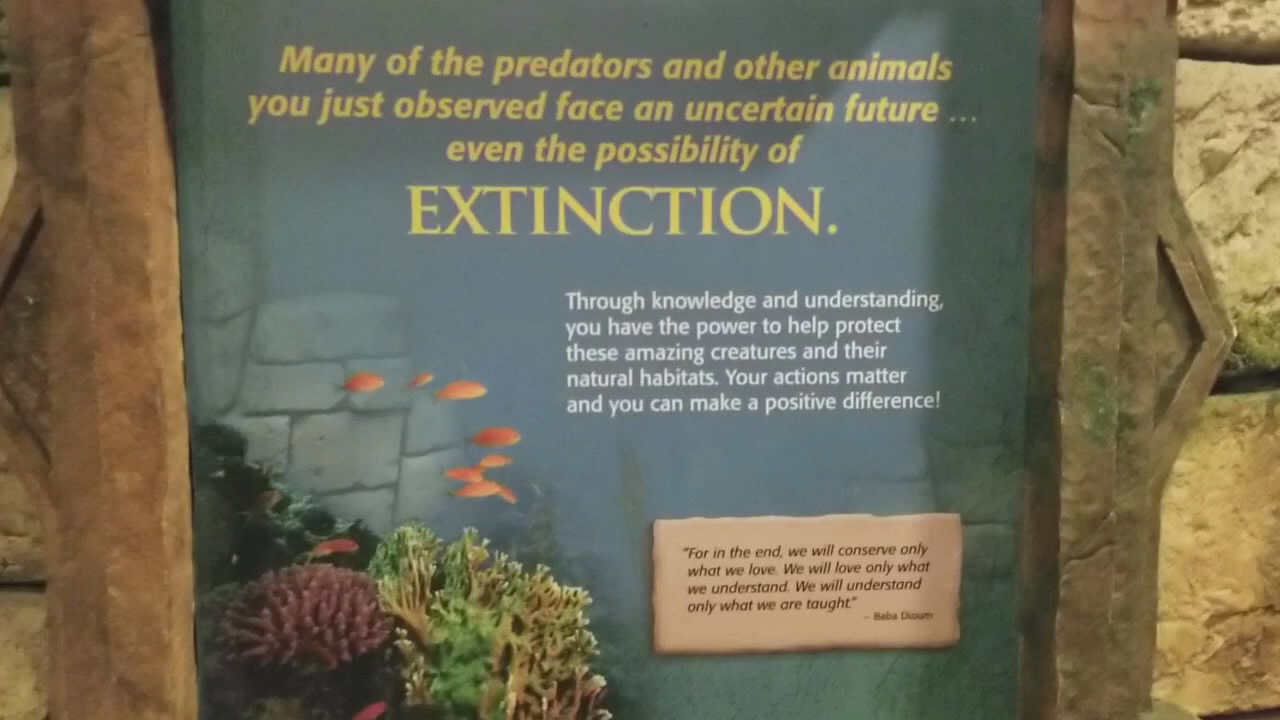 Many of the predators and other animals
you just observed face an uncertain future ...
even the possibility of
EXTINCTION.
Through knowledge and understanding,
you have the power to help protect
these amazing creatures and their
natural habitats. Your actions matter
and you can make a positive difference!
"For in the end, we will conserve only
what we love. We will love only what
we understand. We will understand
only what we are taught."
– Baba Dioum